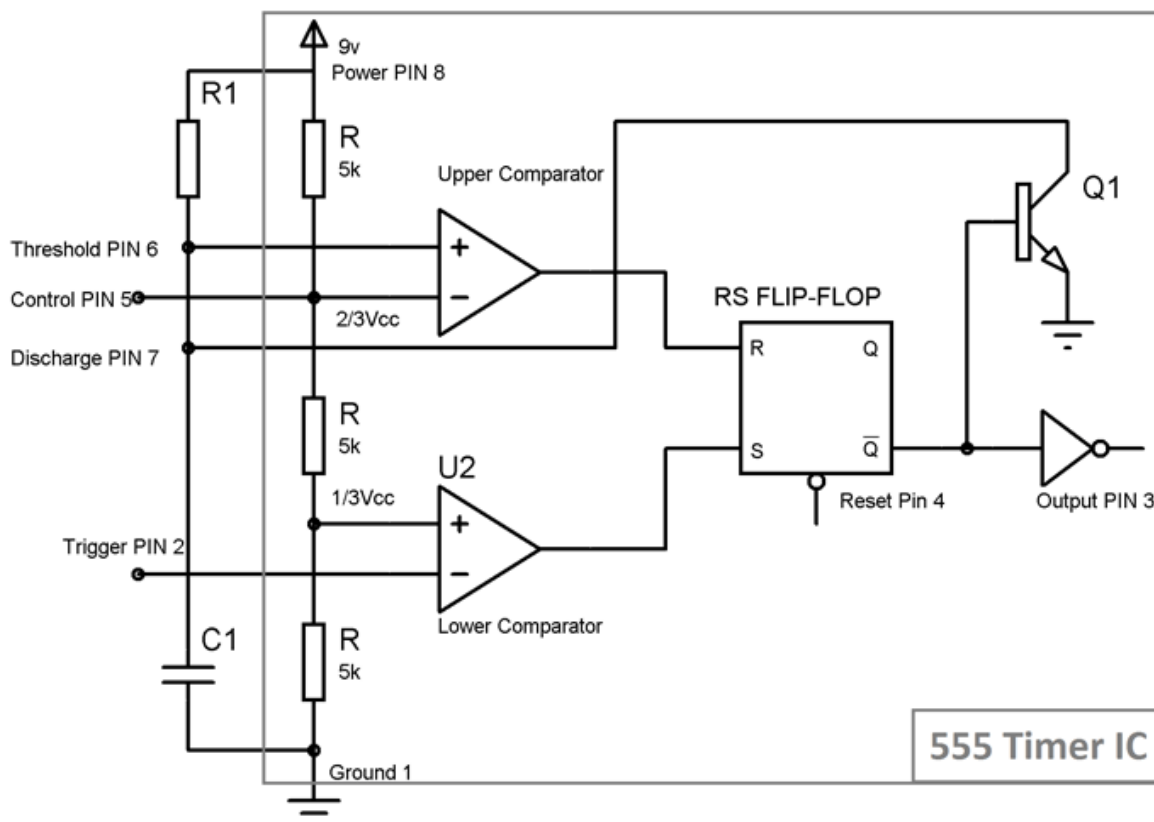 9v
Power PIN 8
R1
R
5k
Upper Comparator
Q1
Threshold PIN 6
+
Control PIN 5
−
2/3Vcc
RS FLIP-FLOP
Discharge PIN 7
R
Q
R
5k
S
Q̅
U2
1/3Vcc
Reset Pin 4
Output PIN 3
+
Trigger PIN 2
−
Lower Comparator
C1
R
5k
555 Timer IC
Ground 1